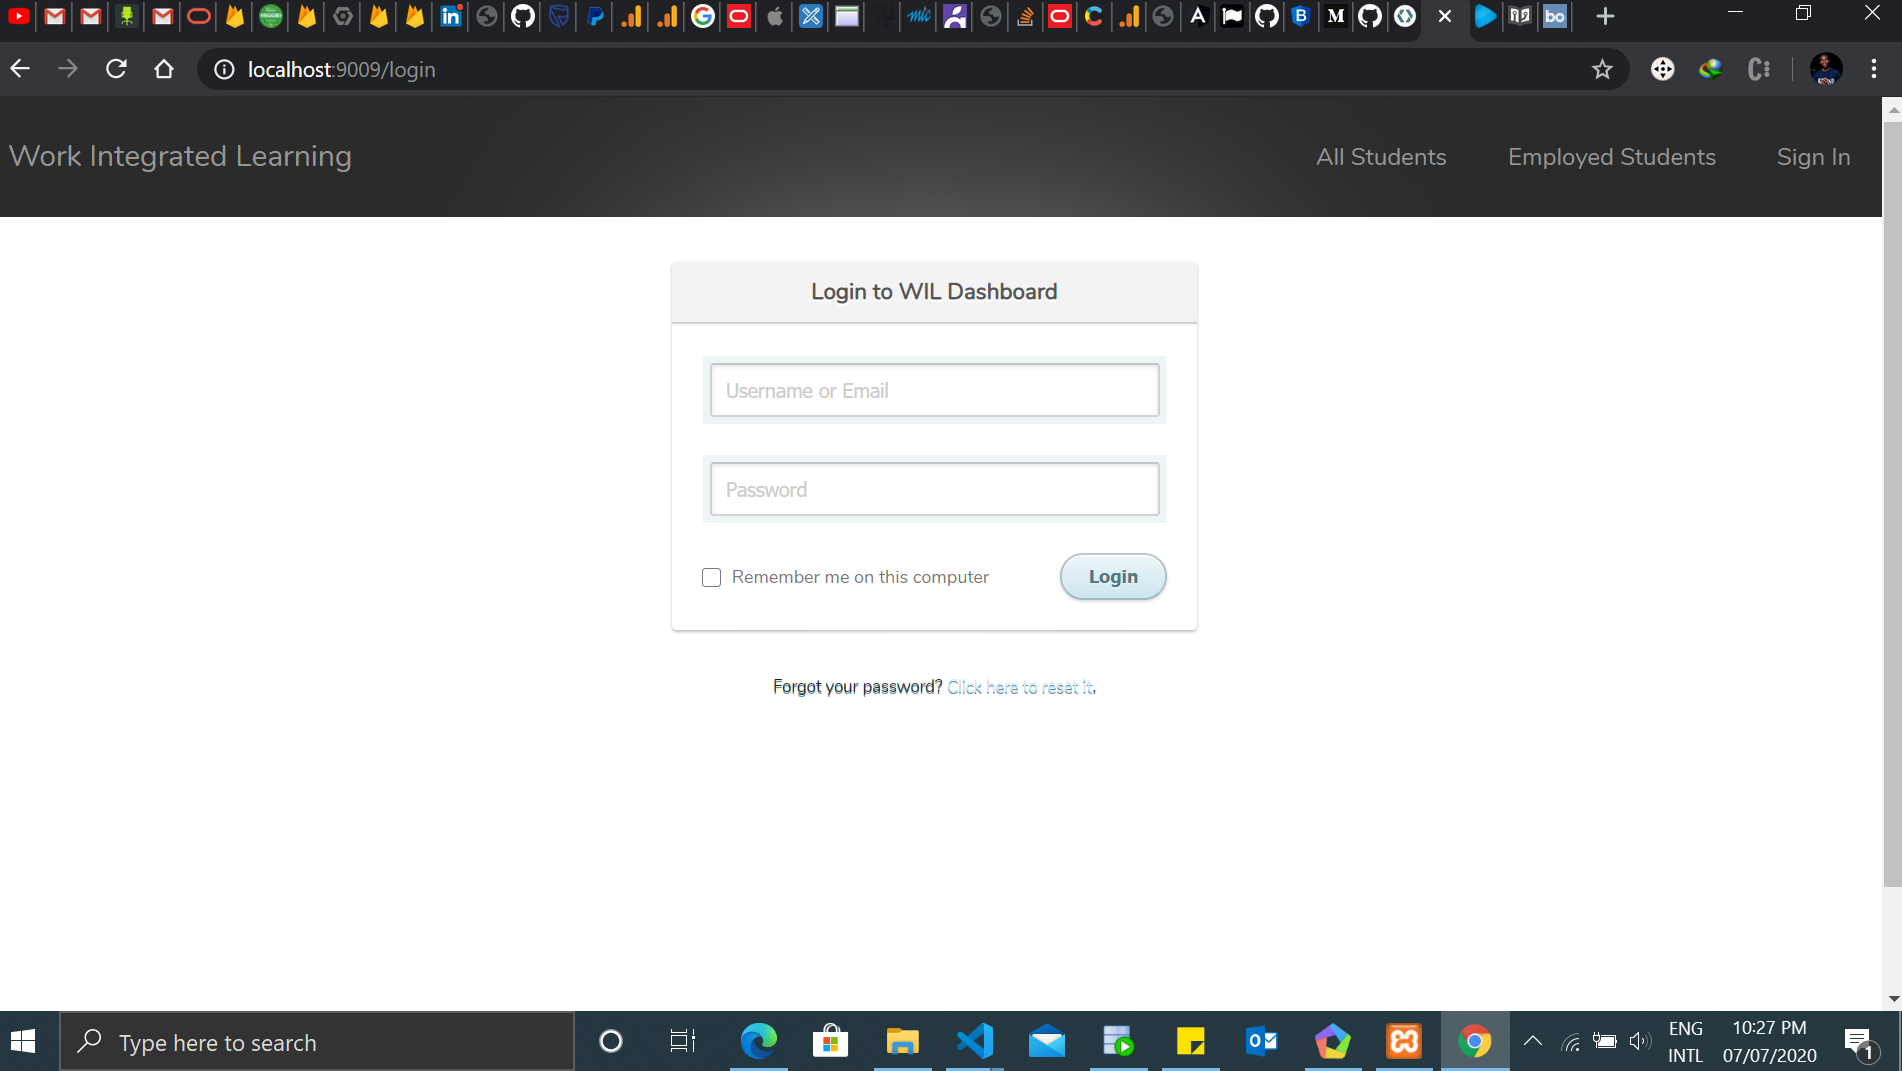 localhost:9009/login
Work Integrated Learning
All Students
Employed Students
Sign In
Login to WIL Dashboard
Username or Email
Password
Remember me on this computer
Login
Forgot your password? Click here to reset it.
Type here to search
ENG
INTL
10:27 PM
07/07/2020
1